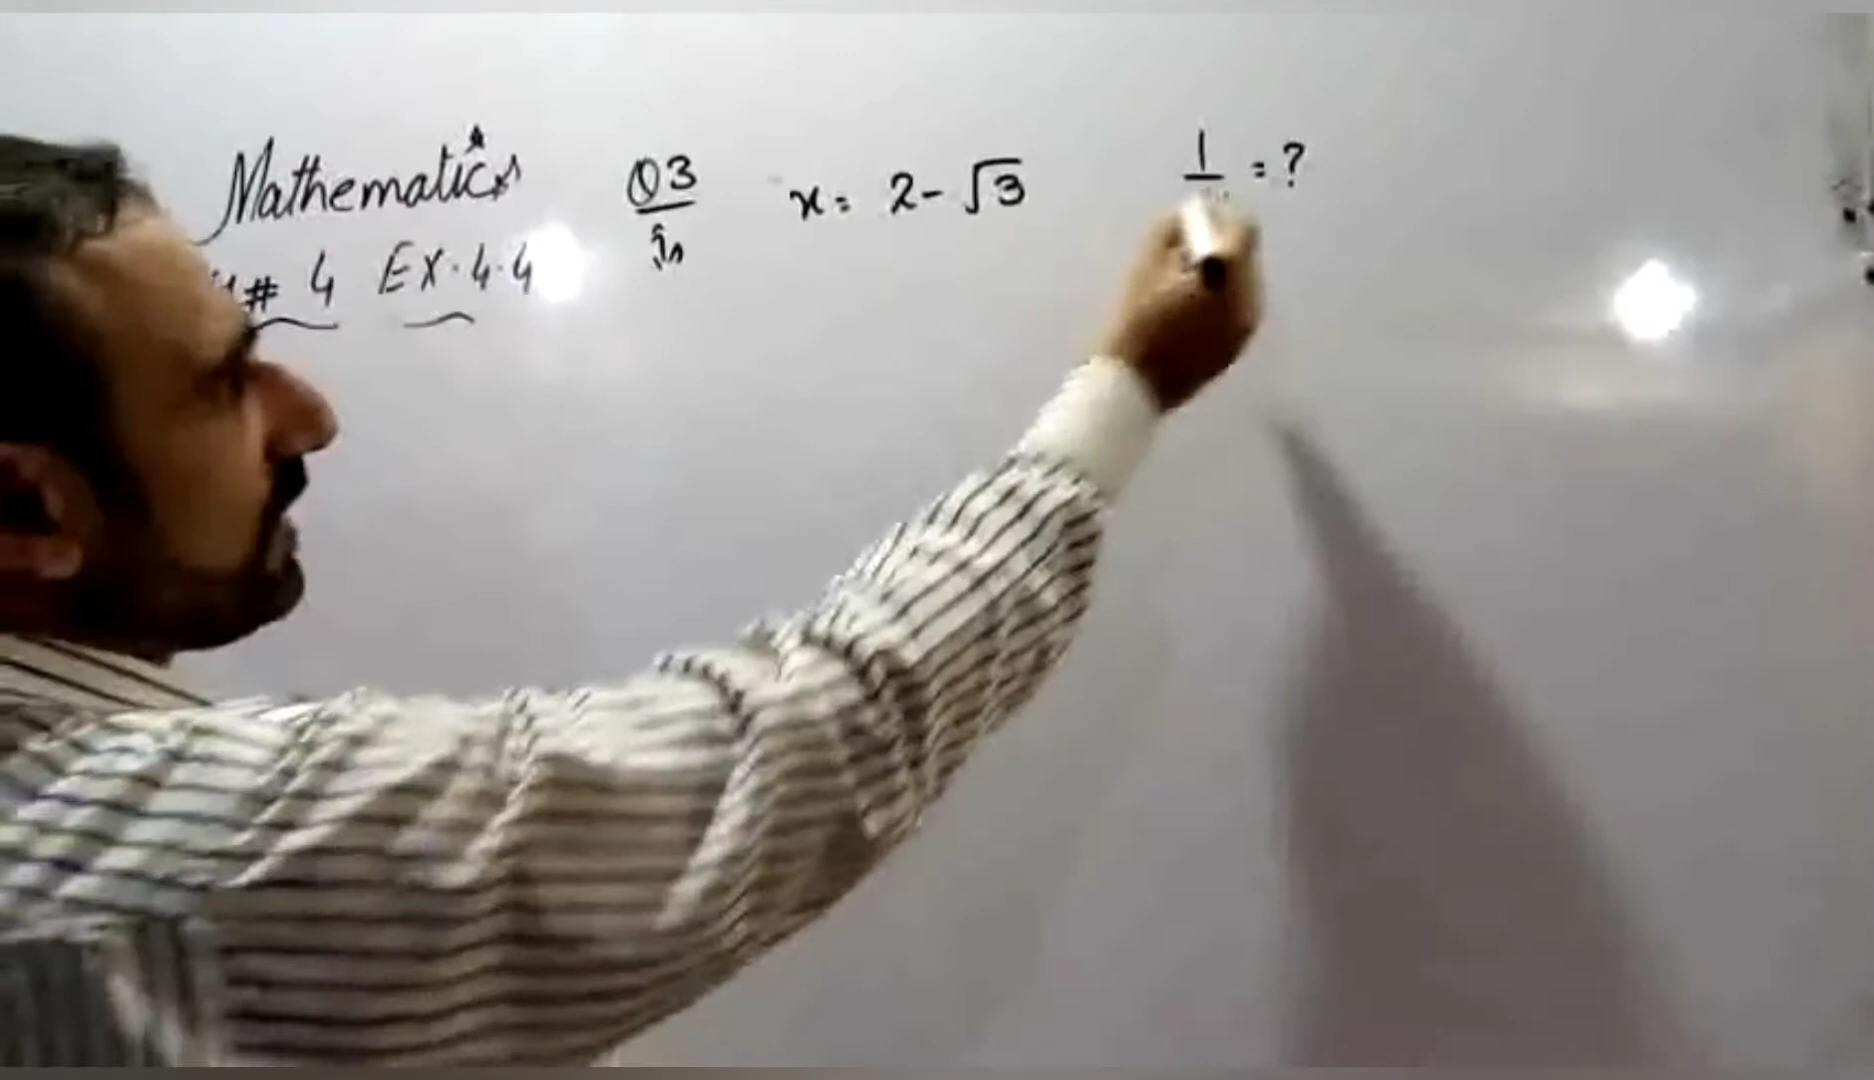 Mathematics
# 4 EX.4.4
Q3
x = 2 - √3
1 = ?